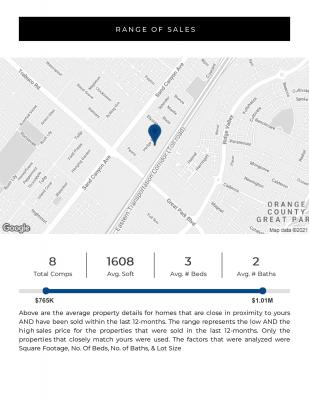 RANGE OF SALES
Trabuco Rd
Sand Canyon Ave
Sand Canyon Ave
Eastern Transportation Corridor (Toll road)
Ridge Valley
Great Park Blvd
ORANGE
COUNTY
GREAT PARK
Google
Map data ©2021
8
1608
3
2
Total Comps
Avg. Soft
Avg. # Beds
Avg. # Baths
$765K
$1.01M
Above are the average property details for homes that are close in proximity to yours
AND have been sold within the last 12-months. The range represents the low AND the
high sales price for the properties that were sold in the last 12-months. Only the
properties that closely match yours were used. The factors that were analyzed were
Square Footage, No. Of Beds, No. of Baths, & Lot Size